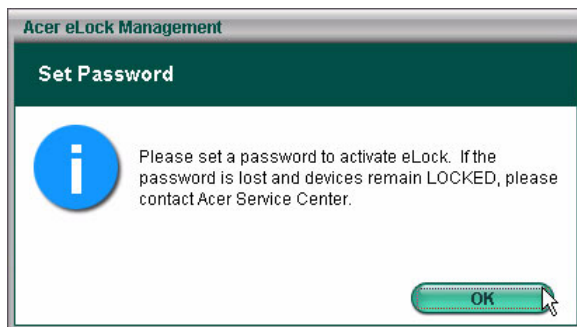 Acer eLock Management
Set Password
Please set a password to activate eLock. If the
password is lost and devices remain LOCKED, please
contact Acer Service Center.
OK